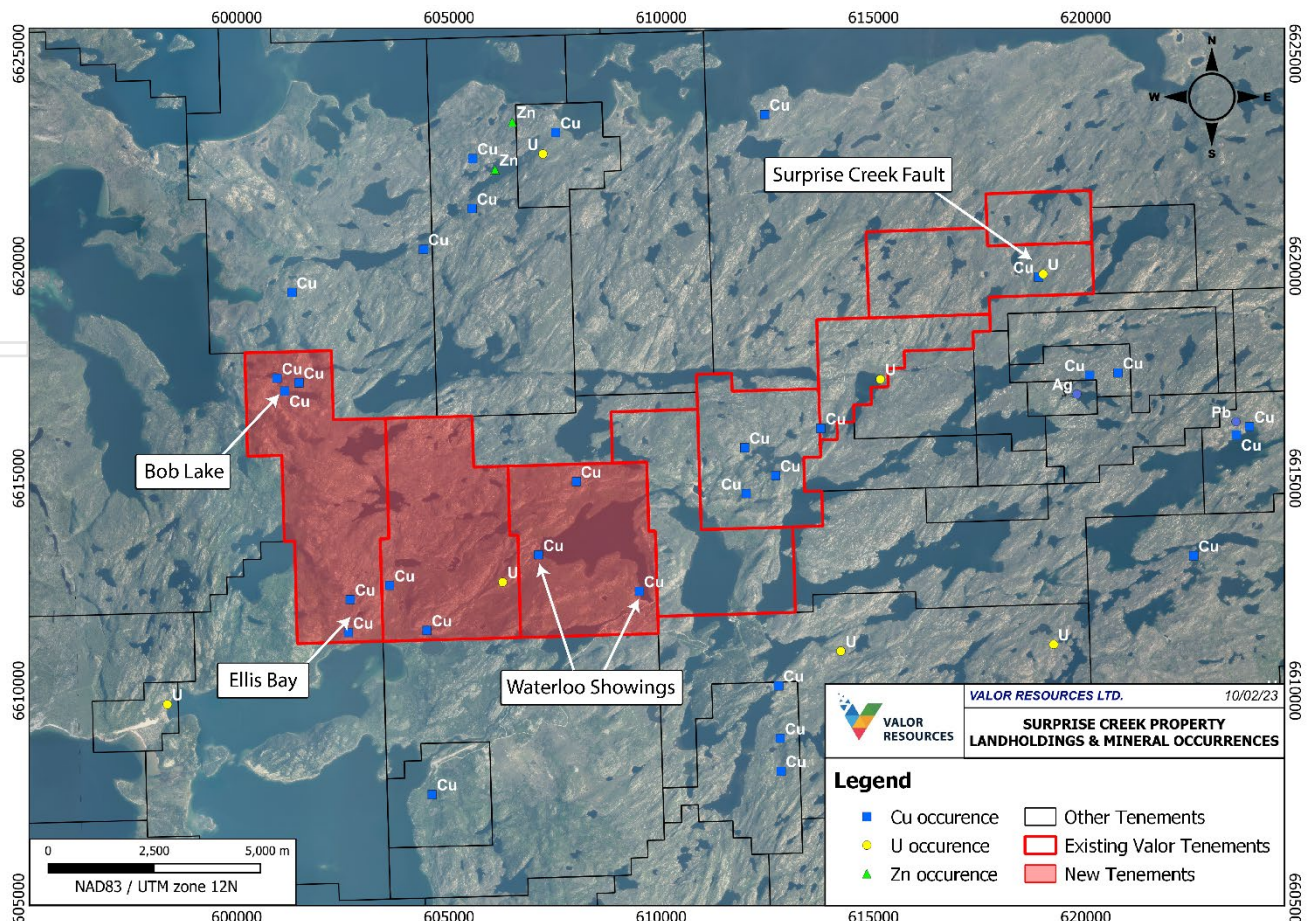 600000 605000 610000 615000 620000
6625000 6625000
N
W E
S
Cu
Zn
Cu
U
Cu
Zn
Surprise Creek Fault
Cu
Cu
U
Cu
6620000 6620000
Cu
U
Cu
Cu
Cu Cu
Ag
Cu
Pb
Cu
Cu
Cu
Cu
Bob Lake
Cu
Cu
Cu
6615000 6615000
Cu
Cu
Cu
U
Cu
Cu
Cu
Cu
U
U
Ellis Bay
Waterloo Showings
Cu
U
6610000 6610000
Cu
Cu
Cu
VALOR
RESOURCES
VALOR RESOURCES LTD. 10/02/23
SURPRISE CREEK PROPERTY
LANDHOLDINGS & MINERAL OCCURRENCES
Legend
Cu occurence
U occurence
Zn occurence
Other Tenements
Existing Valor Tenements
New Tenements
0 2,500 5,000 m
NAD83 / UTM zone 12N
6605000 6605000
600000 605000 610000 615000 620000